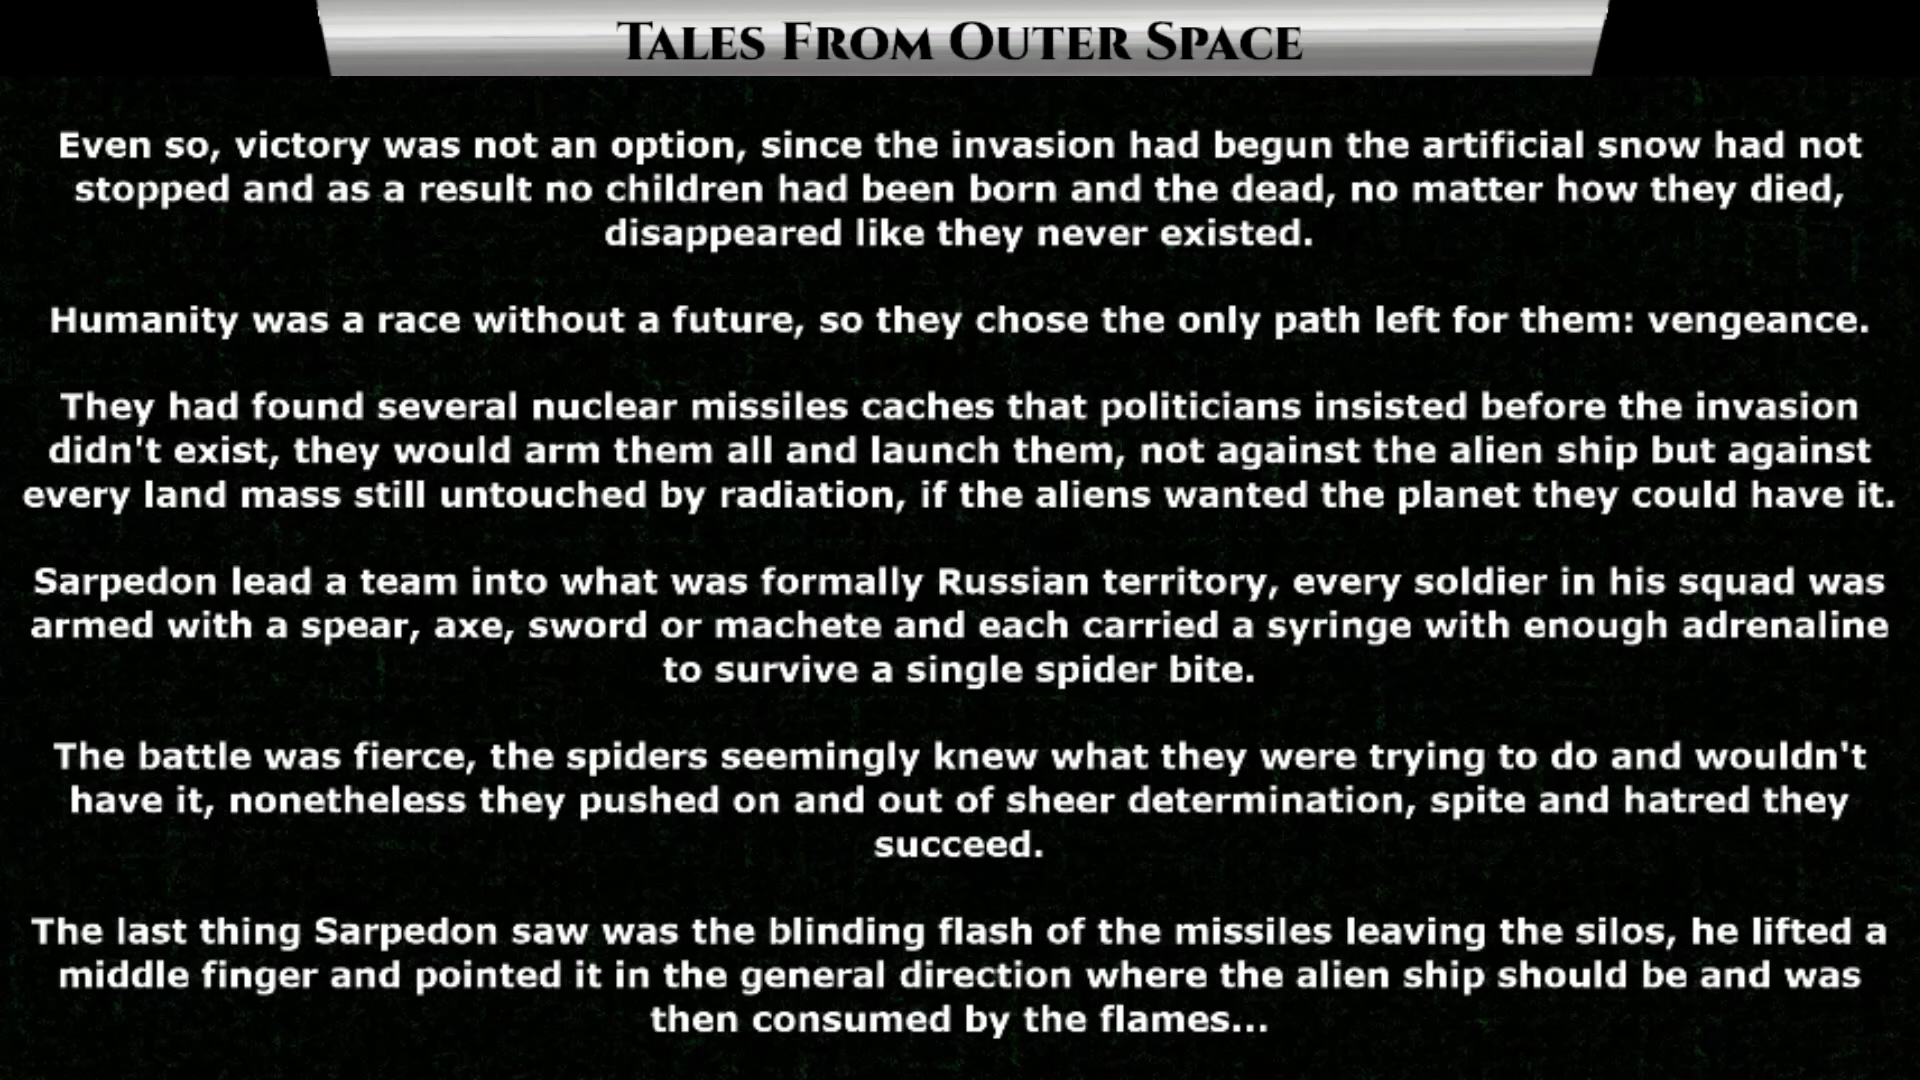 Tales From Outer Space
Even so, victory was not an option, since the invasion had begun the artificial snow had not
stopped and as a result no children had been born and the dead, no matter how they died,
disappeared like they never existed.
Humanity was a race without a future, so they chose the only path left for them: vengeance.
They had found several nuclear missiles caches that politicians insisted before the invasion
didn't exist, they would arm them all and launch them, not against the alien ship but against
every land mass still untouched by radiation, if the aliens wanted the planet they could have it.
Sarpedon lead a team into what was formally Russian territory, every soldier in his squad was
armed with a spear, axe, sword or machete and each carried a syringe with enough adrenaline
to survive a single spider bite.
The battle was fierce, the spiders seemingly knew what they were trying to do and wouldn't
have it, nonetheless they pushed on and out of sheer determination, spite and hatred they
succeed.
The last thing Sarpedon saw was the blinding flash of the missiles leaving the silos, he lifted a
middle finger and pointed it in the general direction where the alien ship should be and was
then consumed by the flames...